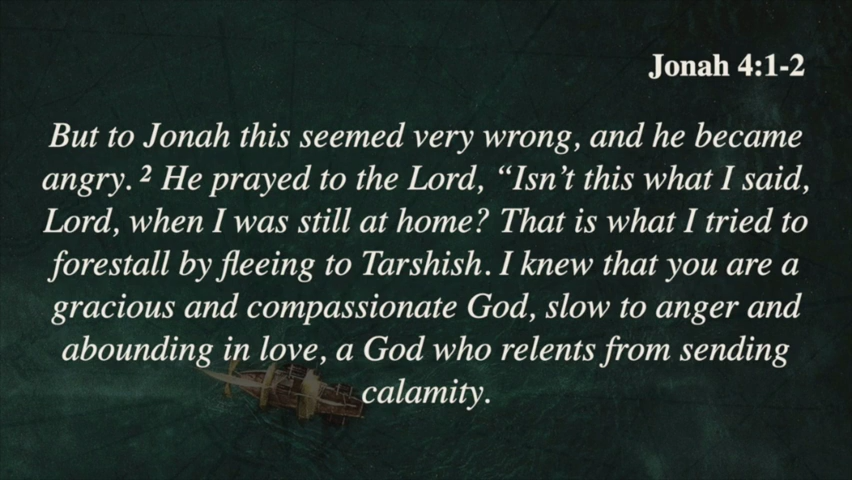 Jonah 4:1-2
But to Jonah this seemed very wrong, and he became
angry. ² He prayed to the Lord, “Isn’t this what I said,
Lord, when I was still at home? That is what I tried to
forestall by fleeing to Tarshish. I knew that you are a
gracious and compassionate God, slow to anger and
abounding in love, a God who relents from sending
calamity.